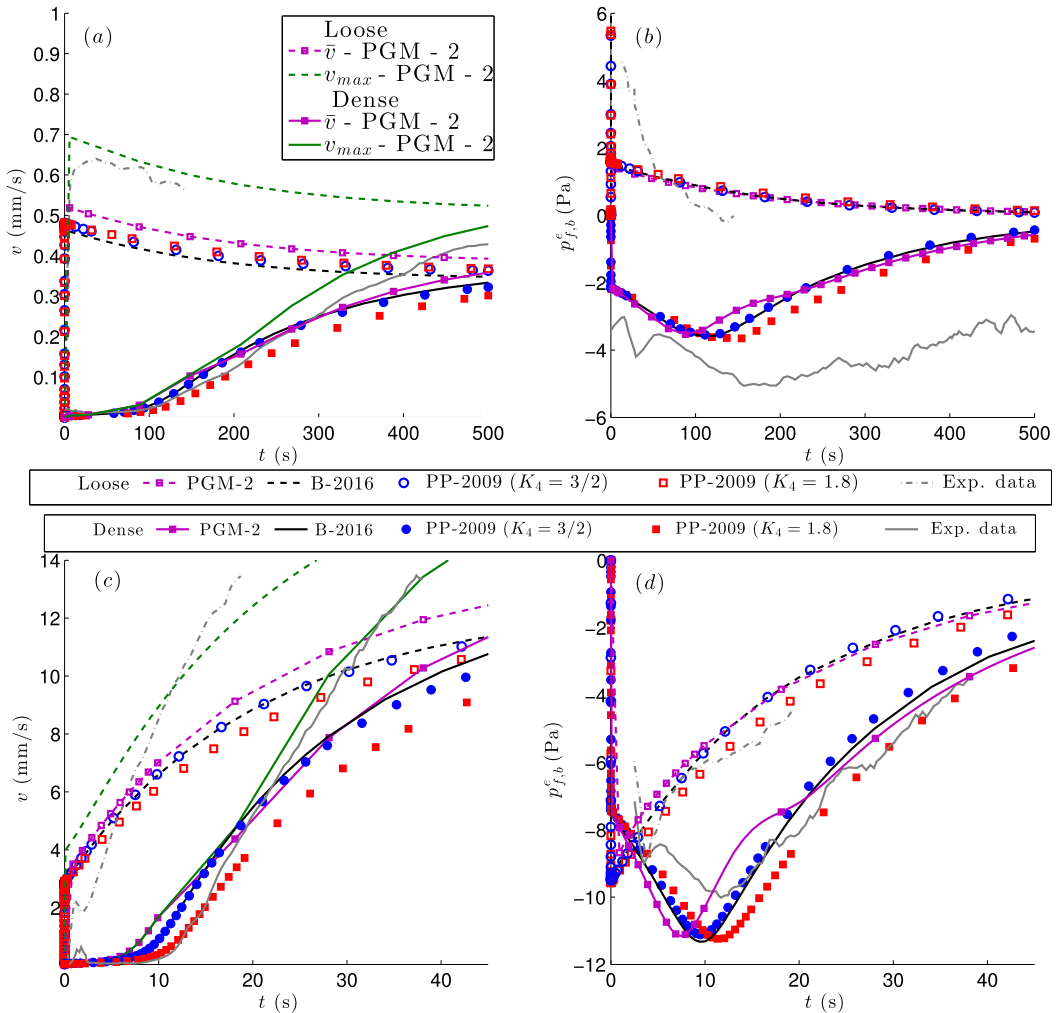 (a)
Loose
v̄ - PGM - 2
v_max - PGM - 2
Dense
v̄ - PGM - 2
v_max - PGM - 2
1
0.9
0.8
0.7
0.6
0.5
0.4
0.3
0.2
0.1
v (mm/s)
0 100 200 300 400 500
t (s)
(b)
6
4
2
0
−2
−4
−6
p^e_{f,b} (Pa)
0 100 200 300 400 500
t (s)
Loose PGM-2 B-2016 PP-2009 (K_4 = 3/2) PP-2009 (K_4 = 1.8) Exp. data
Dense PGM-2 B-2016 PP-2009 (K_4 = 3/2) PP-2009 (K_4 = 1.8) Exp. data
(c)
14
12
10
8
6
4
2
v (mm/s)
0 10 20 30 40
t (s)
(d)
0
−2
−4
−6
−8
−10
−12
p^e_{f,b} (Pa)
0 10 20 30 40
t (s)